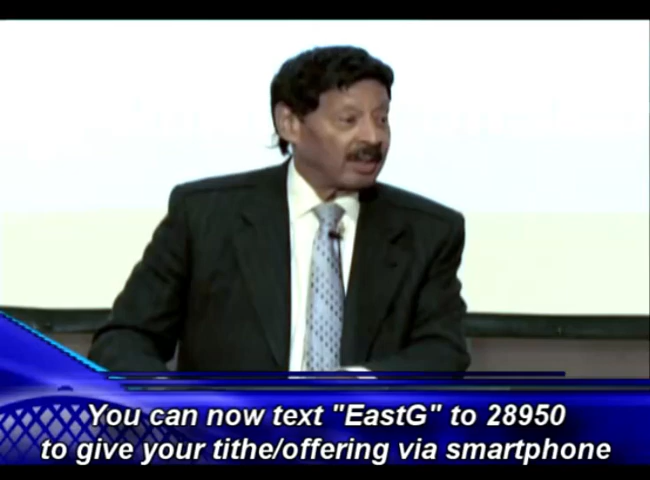 You can now text "EastG" to 28950
to give your tithe/offering via smartphone